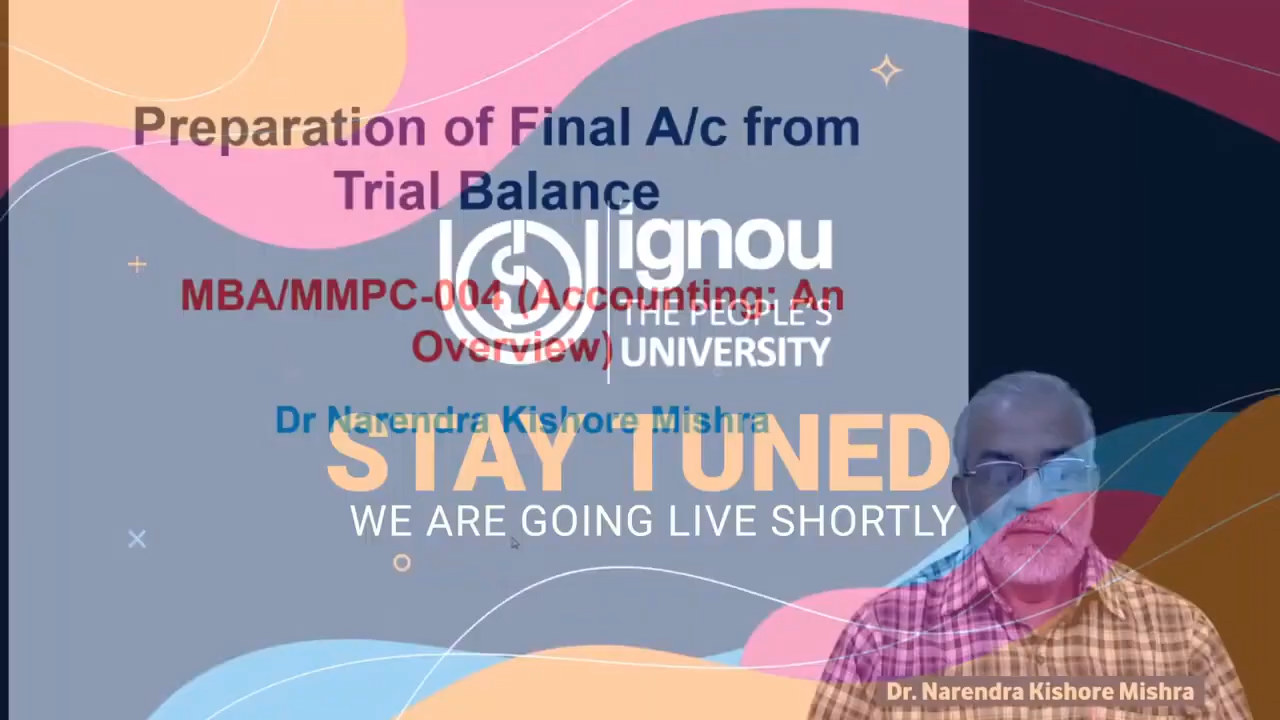 Preparation of Final A/c from
Trial Balance
ignou
THE PEOPLE'S
UNIVERSITY
MBA/MMPC-004 (Accounting: An
Overview)
Dr Narendra Kishore Mishra
STAY TUNED
WE ARE GOING LIVE SHORTLY
Dr. Narendra Kishore Mishra